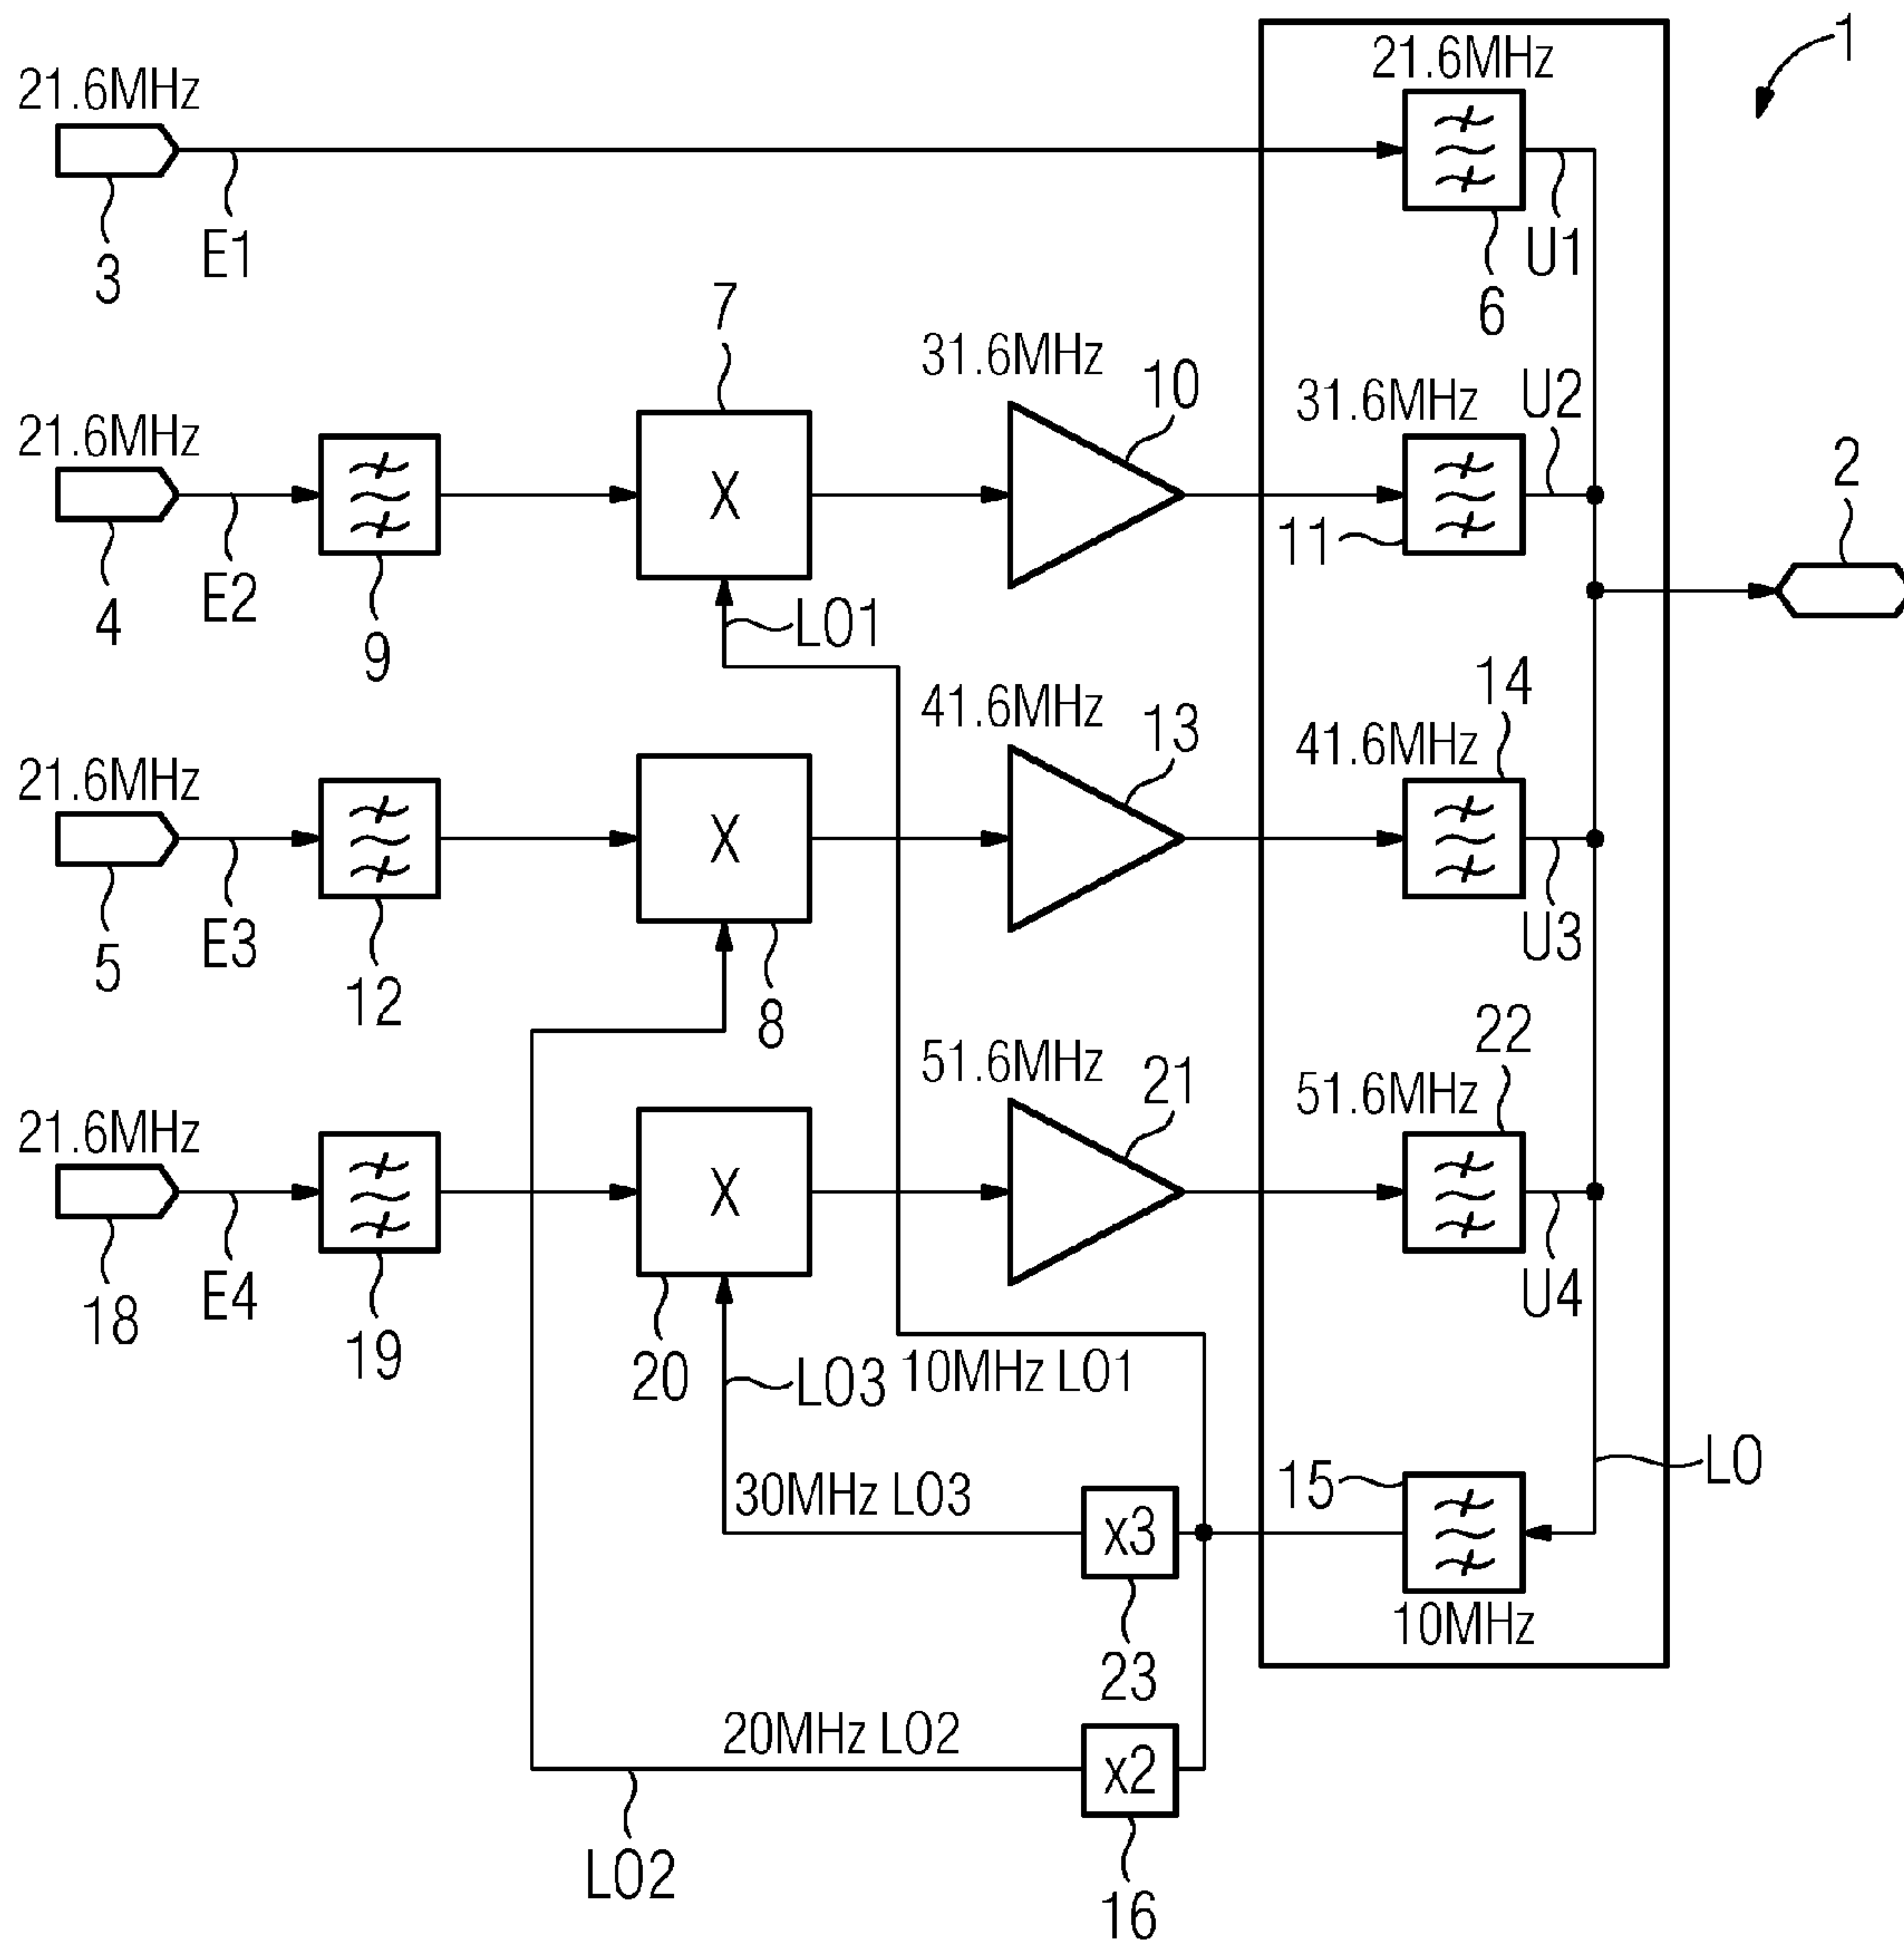 1
21.6MHz
21.6MHz
3
E1
U1
6
7
31.6MHz
10
31.6MHz
U2
21.6MHz
2
X
11
4
E2
9
LO1
14
41.6MHz
13
41.6MHz
21.6MHz
X
5
E3
12
8
U3
22
51.6MHz
21
51.6MHz
21.6MHz
X
18
E4
19
20
U4
LO3
10MHz LO1
15
LO
30MHz LO3
x3
10MHz
23
20MHz LO2
x2
LO2
16